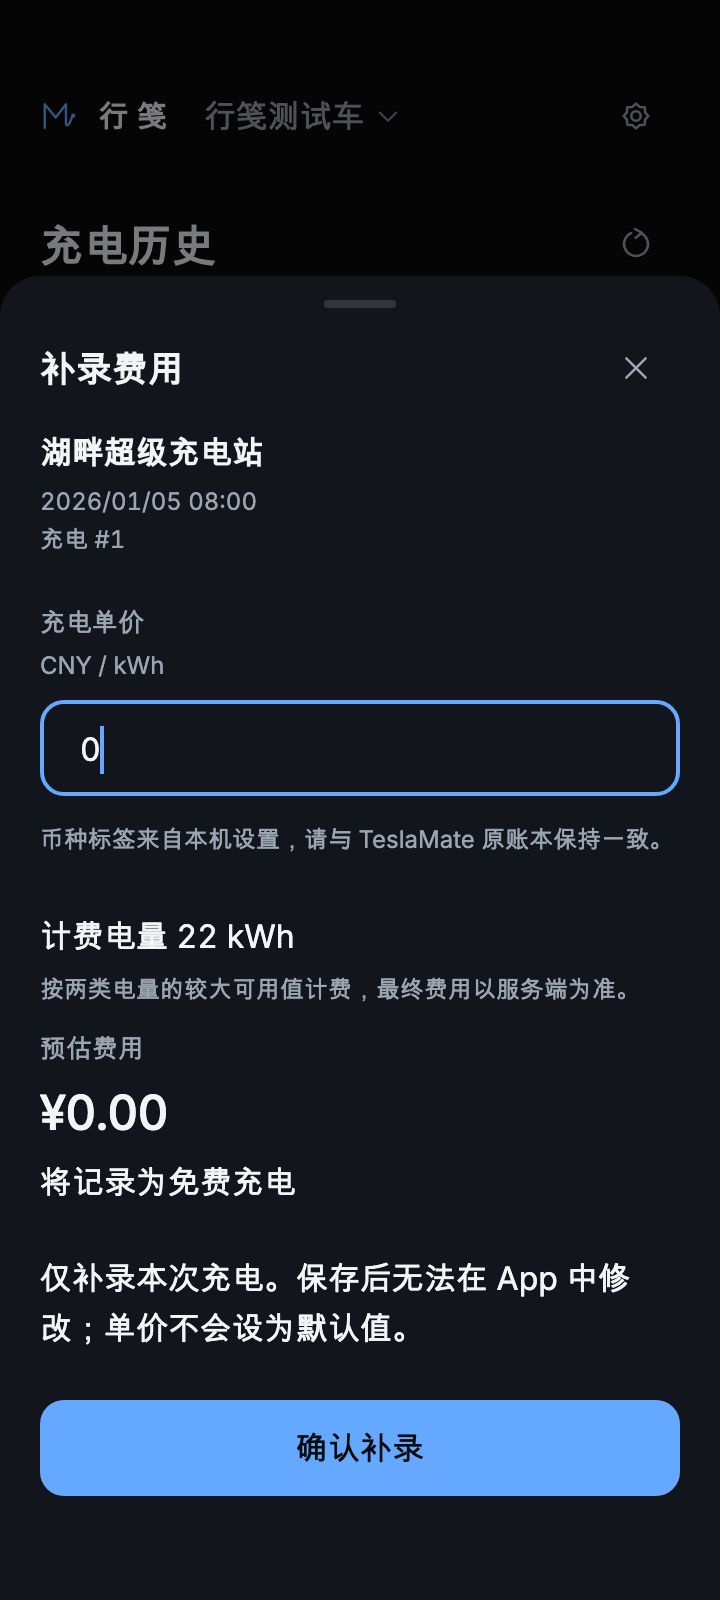 行笺 行笺测试车
充电历史
补录费用
湖畔超级充电站
2026/01/05 08:00
充电 #1
充电单价
CNY / kWh
0
币种标签来自本机设置，请与 TeslaMate 原账本保持一致。
计费电量 22 kWh
按两类电量的较大可用值计费，最终费用以服务端为准。
预估费用
¥0.00
将记录为免费充电
仅补录本次充电。保存后无法在 App 中修
改；单价不会设为默认值。
确认补录